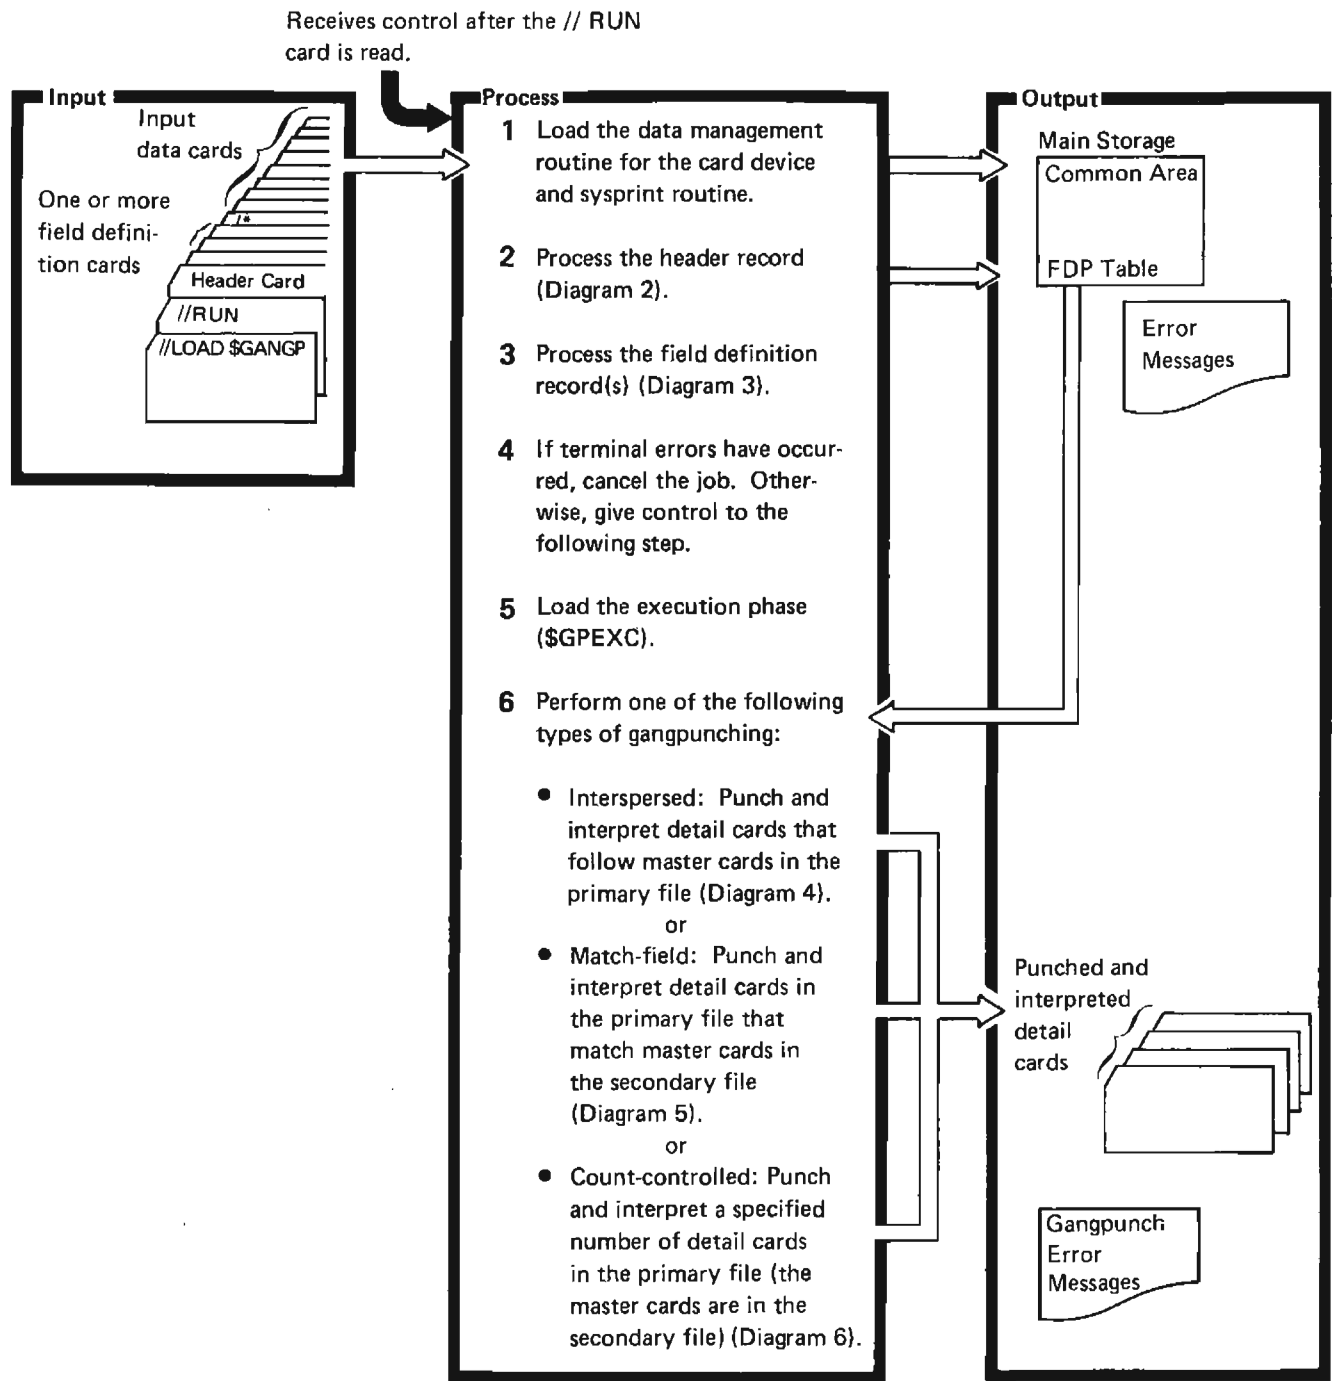 Receives control after the // RUN
card is read.
Input
Input
data cards
One or more
field defini-
tion cards
/*
Header Card
//RUN
//LOAD $GANGP
Process
1 Load the data management
routine for the card device
and sysprint routine.
2 Process the header record
(Diagram 2).
3 Process the field definition
record(s) (Diagram 3).
4 If terminal errors have occur-
red, cancel the job. Other-
wise, give control to the
following step.
5 Load the execution phase
($GPEXC).
6 Perform one of the following
types of gangpunching:
• Interspersed: Punch and
interpret detail cards that
follow master cards in the
primary file (Diagram 4).
or
• Match-field: Punch and
interpret detail cards in
the primary file that
match master cards in
the secondary file
(Diagram 5).
or
• Count-controlled: Punch
and interpret a specified
number of detail cards
in the primary file (the
master cards are in the
secondary file) (Diagram 6).
Output
Main Storage
Common Area
FDP Table
Error
Messages
Punched and
interpreted
detail
cards
Gangpunch
Error
Messages